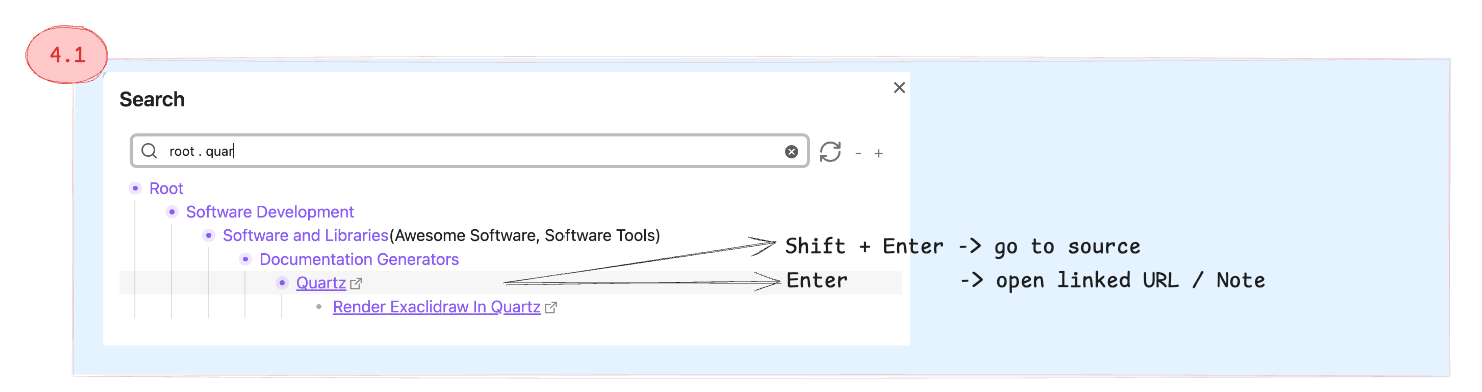 4.1
Search
root . quar
- +
Root
Software Development
Software and Libraries(Awesome Software, Software Tools)
Documentation Generators
Quartz
Render Exaclidraw In Quartz
Shift + Enter -> go to source
Enter -> open linked URL / Note